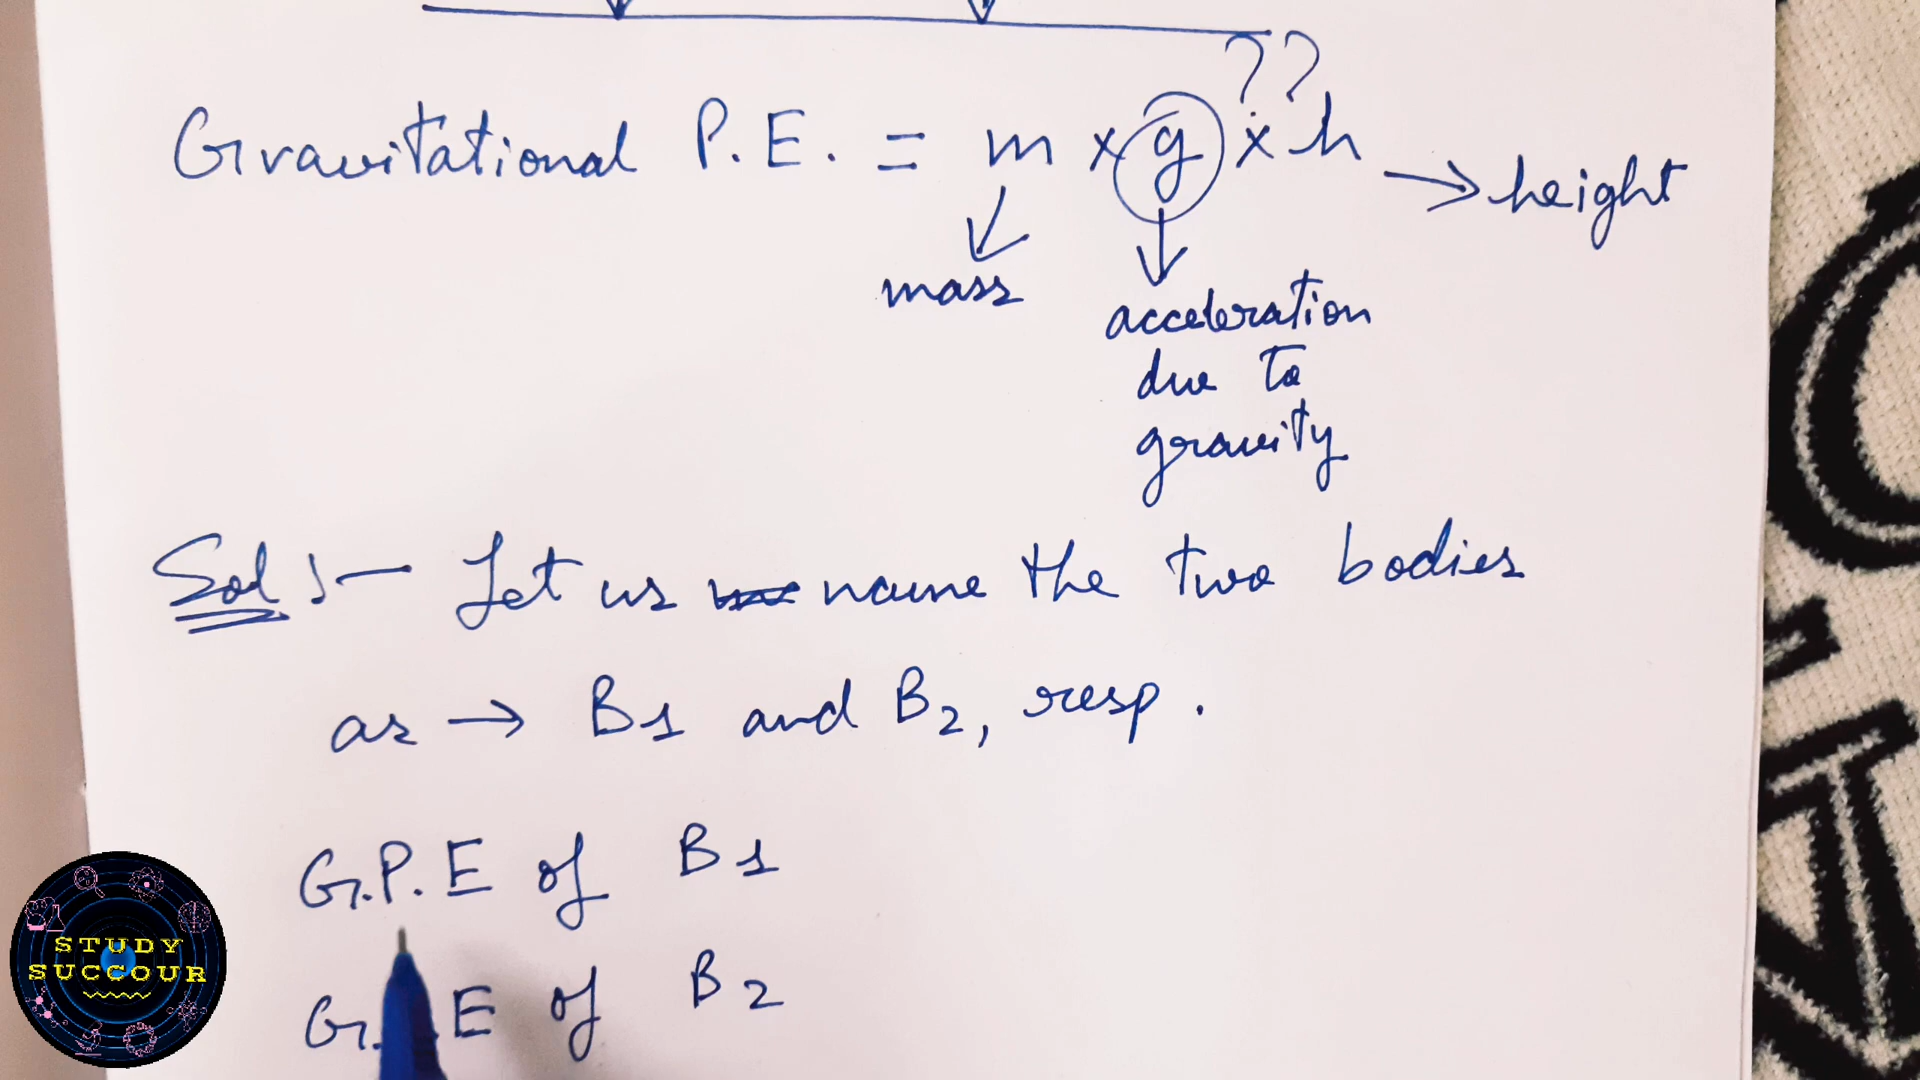 ??
Gravitational P.E. = m x g x h → height
mass
acceleration
due to
gravity
Sol :- Let us name the two bodies
as → B1 and B2, resp.
G.P.E of B1
G. E of B2
STUDY
SUCCOUR